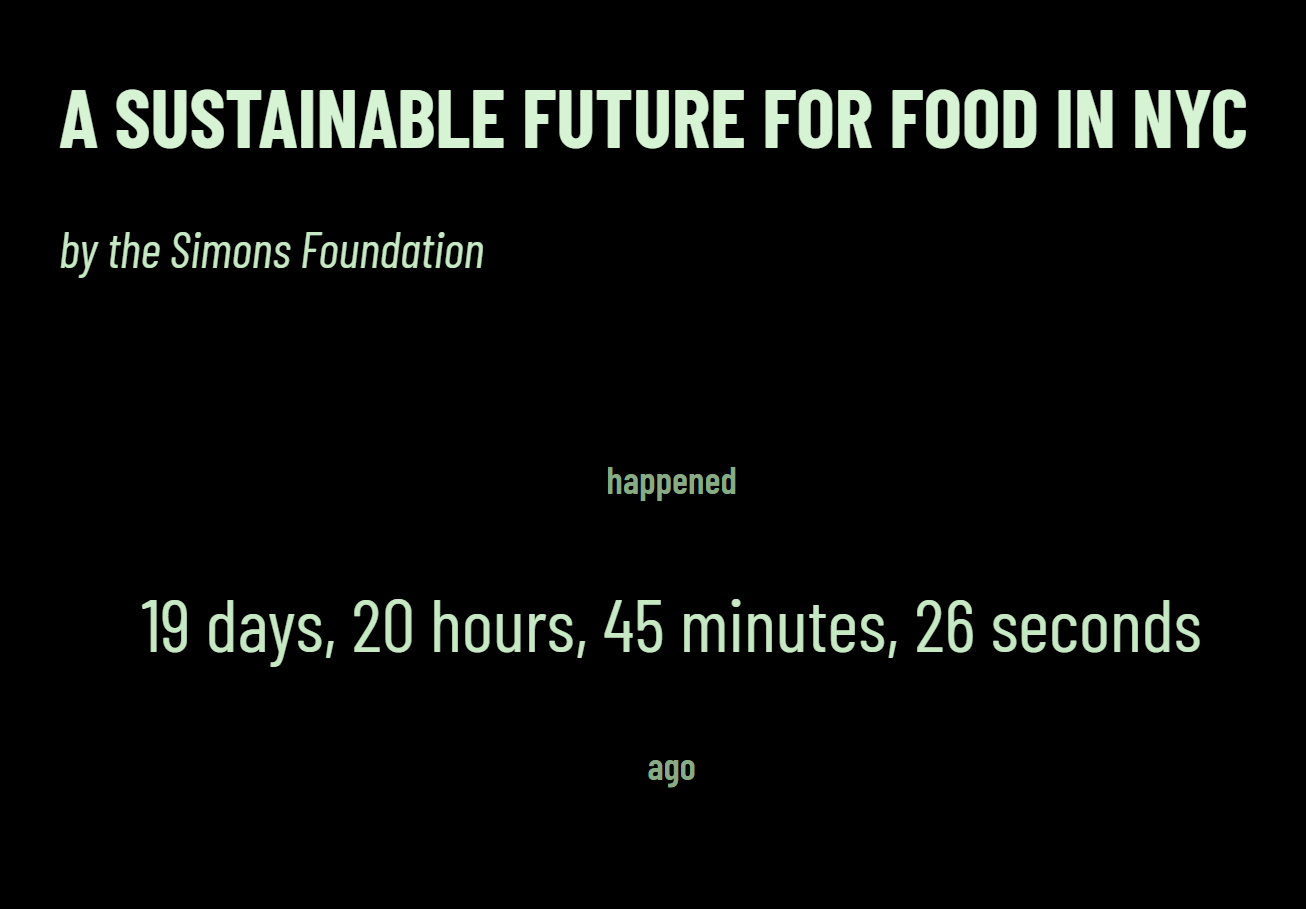 A SUSTAINABLE FUTURE FOR FOOD IN NYC
by the Simons Foundation
happened
19 days, 20 hours, 45 minutes, 26 seconds
ago